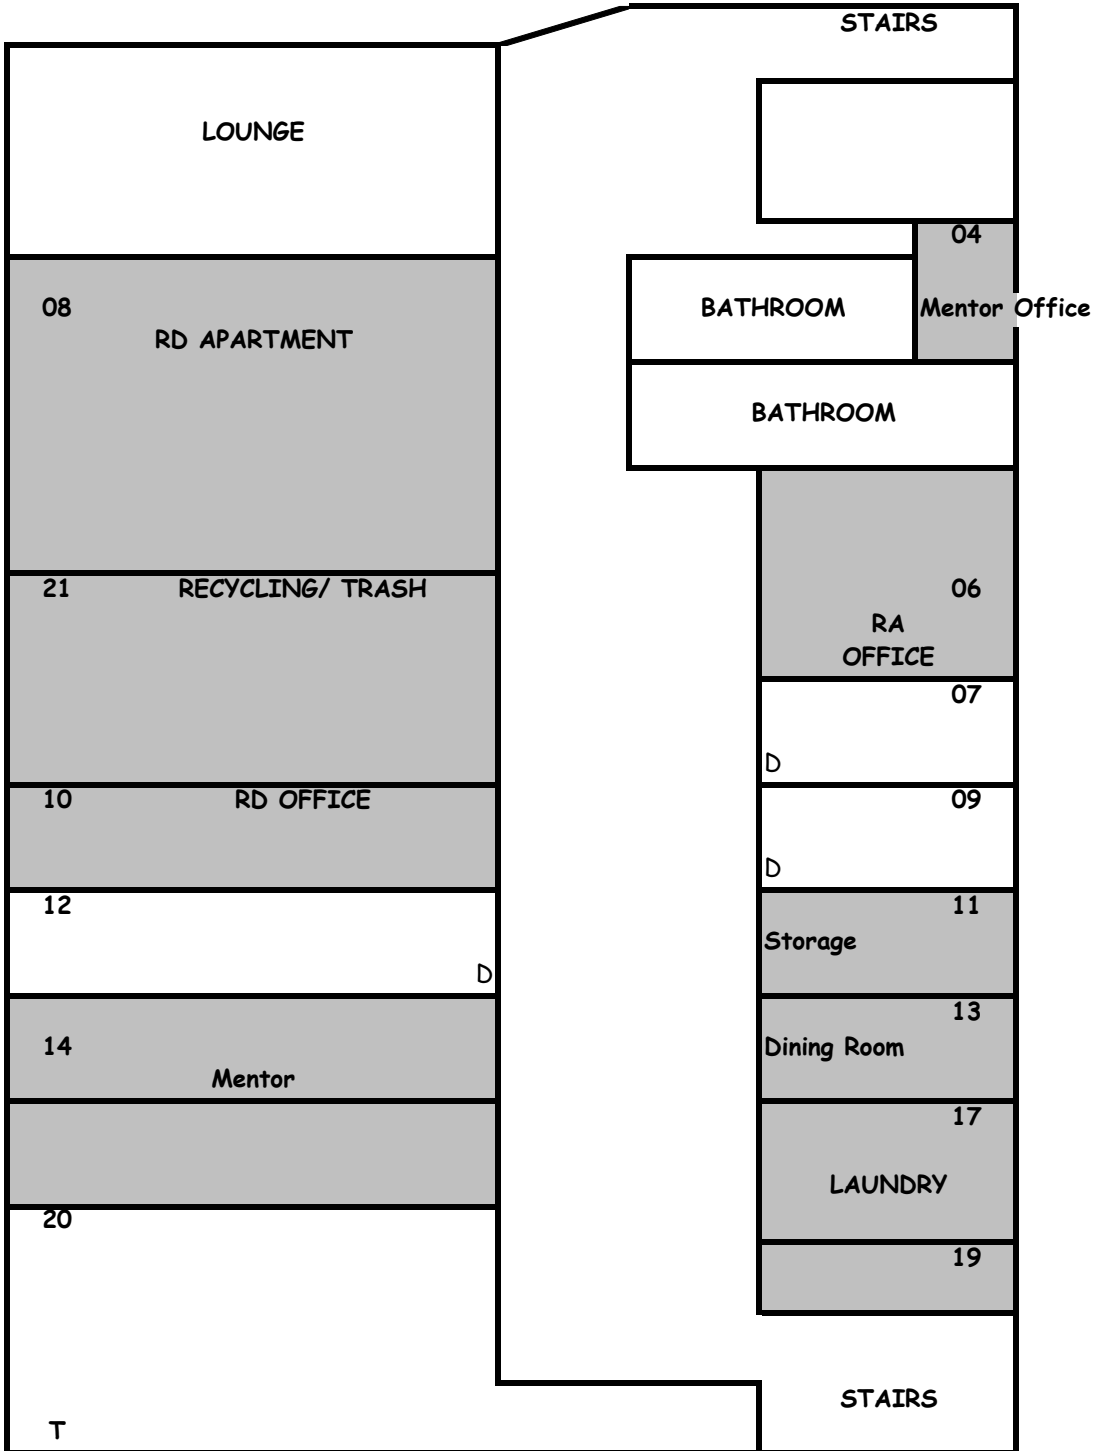 STAIRS
LOUNGE
04
08
BATHROOM
Mentor Office
RD APARTMENT
BATHROOM
21
RECYCLING/ TRASH
06
RA
OFFICE
07
D
10
RD OFFICE
09
D
12
11
Storage
D
13
14
Dining Room
Mentor
17
LAUNDRY
20
19
STAIRS
T